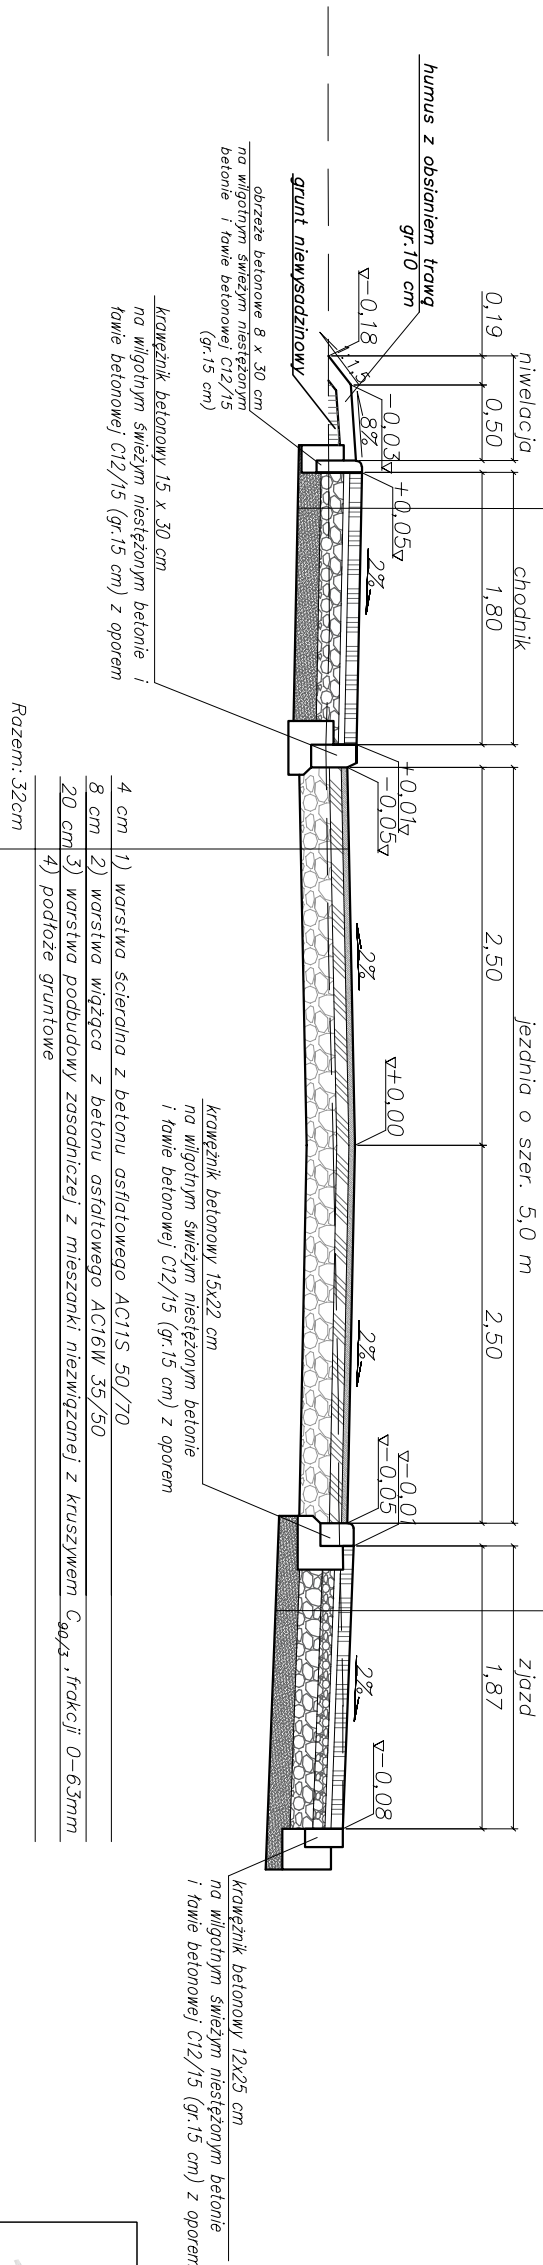 niwelacja
chodnik
jezdnia o szer. 5,0 m
zjazd
0,19
0,50
1,80
2,50
2,50
1,87
humus z obsianiem trawą
gr.10 cm
-0,18
1:1,5
-0,03
8%
+0,05
2%
+0,01
-0,05
2%
+0,00
2%
-0,01
-0,05
2%
-0,08
grunt niewysadzinowy
obrzeże betonowe 8 x 30 cm
na wilgotnym świeżym niestężonym
betonie i ławie betonowej C12/15
(gr.15 cm)
krawężnik betonowy 15 x 30 cm
na wilgotnym świeżym niestężonym betonie i
ławie betonowej C12/15 (gr.15 cm) z oporem
krawężnik betonowy 15x22 cm
na wilgotnym świeżym niestężonym betonie
i ławie betonowej C12/15 (gr.15 cm) z oporem
krawężnik betonowy 12x25 cm
na wilgotnym świeżym niestężonym betonie
i ławie betonowej C12/15 (gr.15 cm) z oporem
4 cm 1) warstwa ścieralna z betonu asflatowego AC11S 50/70
8 cm 2) warstwa wiążąca z betonu asfaltowego AC16W 35/50
20 cm 3) warstwa podbudowy zasadniczej z mieszanki niezwiązanej z kruszywem C90/3 ,frakcji 0-63mm
4) podłoże gruntowe
Razem: 32cm